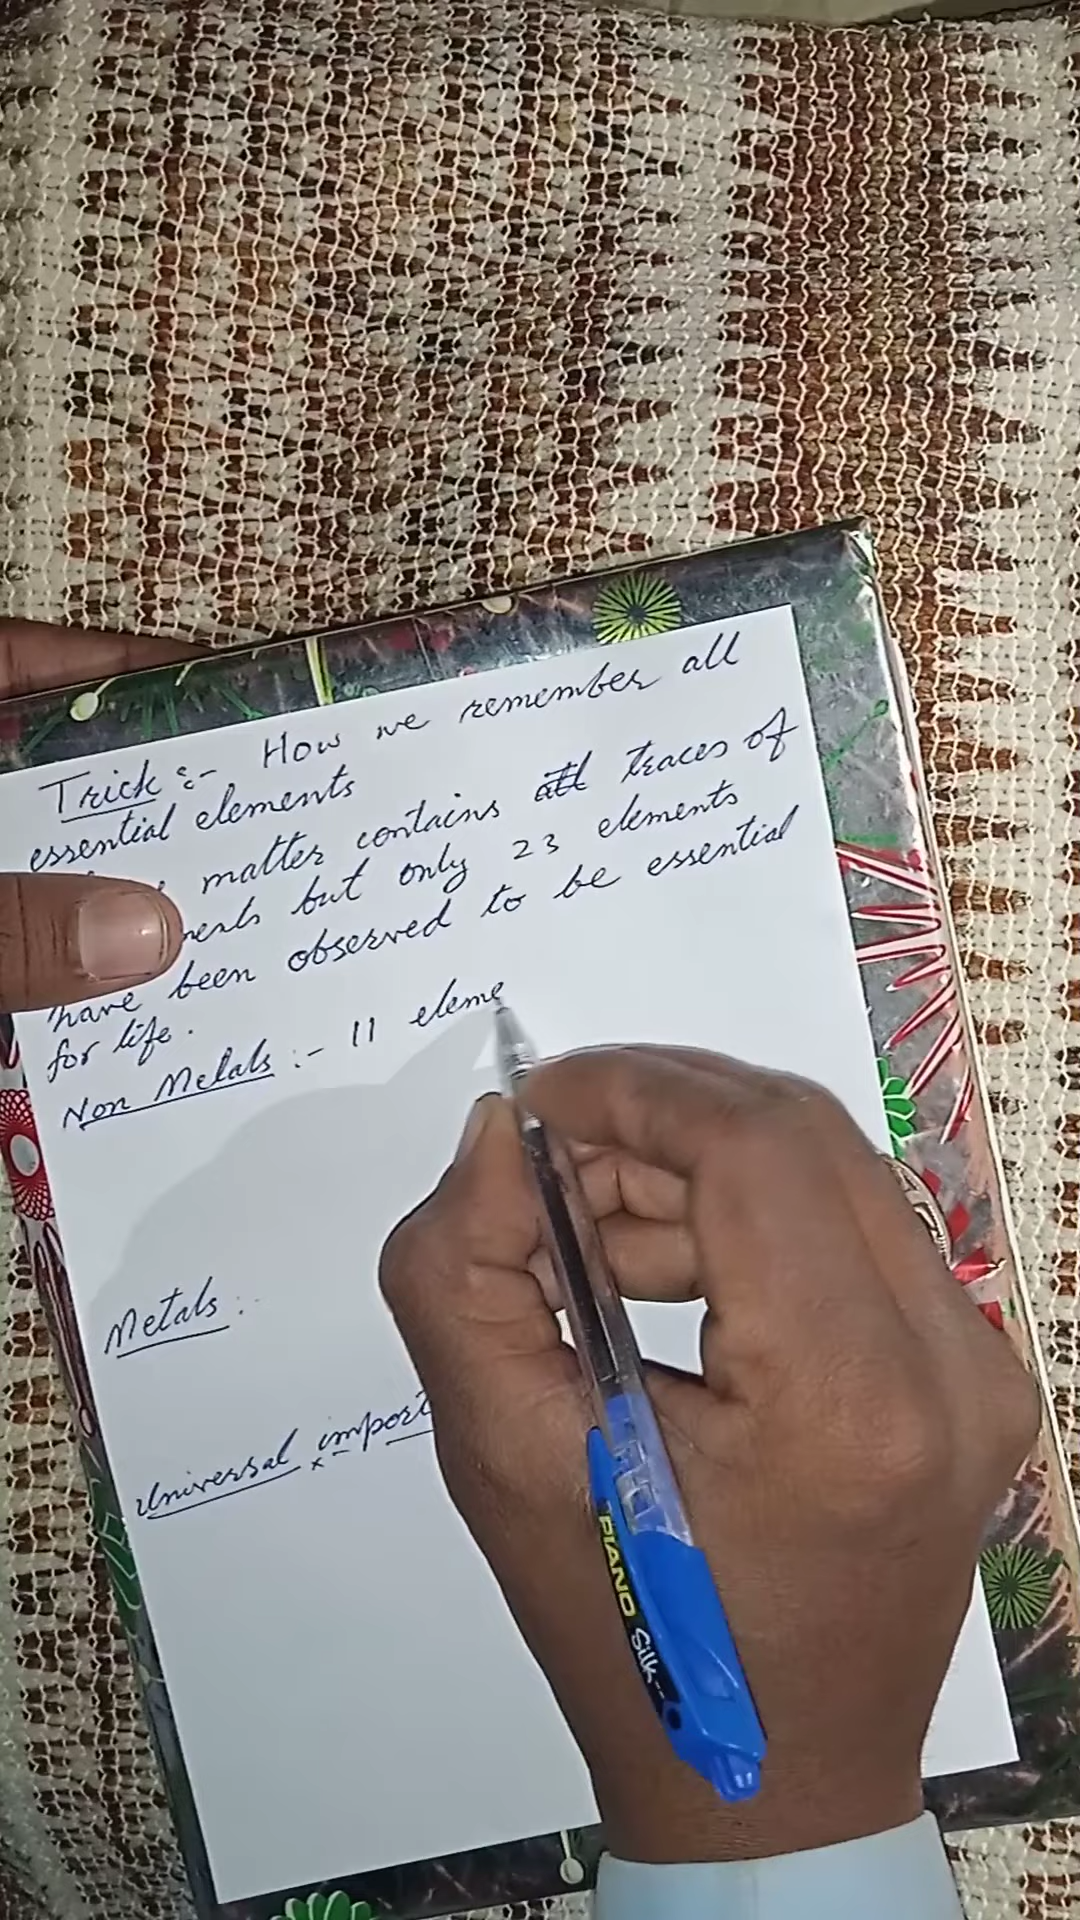 Trick :- How we remember all
essential elements
matter contains all traces of
but only 23 elements
have been observed to be essential
for life.
Non Metals :- 11 eleme
Metals :-
Universal import
PIANO Silk